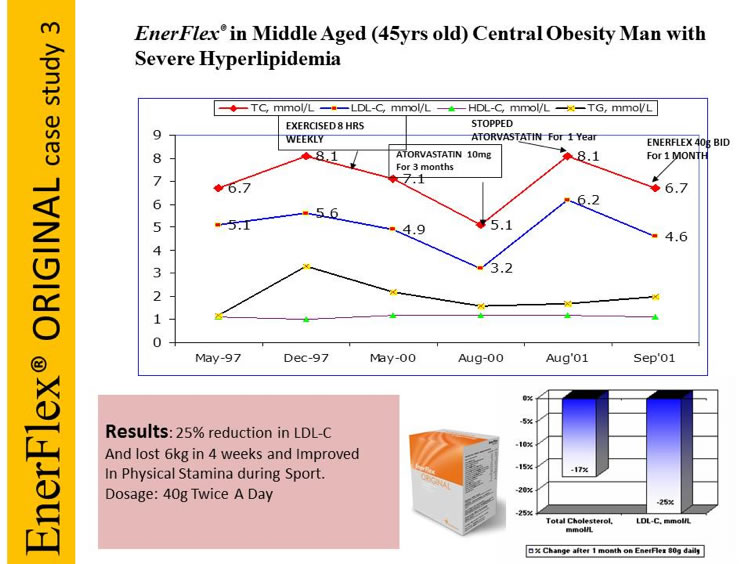 EnerFlex® ORIGINAL case study 3
EnerFlex® in Middle Aged (45yrs old) Central Obesity Man with
Severe Hyperlipidemia
TC, mmol/L LDL-C, mmol/L HDL-C, mmol/L TG, mmol/L
EXERCISED 8 HRS
WEEKLY
ATORVASTATIN 10mg
For 3 months
STOPPED
ATORVASTATIN For 1 Year
ENERFLEX 40g BID
For 1 MONTH
9
8
7
6
5
4
3
2
1
0
6.7 8.1 7.1 5.1 8.1 6.7
5.1 5.6 4.9 3.2 6.2 4.6
May-97 Dec-97 May-00 Aug-00 Aug'01 Sep'01
Results: 25% reduction in LDL-C
And lost 6kg in 4 weeks and Improved
In Physical Stamina during Sport.
Dosage: 40g Twice A Day
EnerFlex
ORIGINAL
0%
-5%
-10%
-15%
-20%
-25%
-17%
-25%
Total Cholesterol,
mmol/L
LDL-C, mmol/L
% Change after 1 month on EnerFlex 80g daily